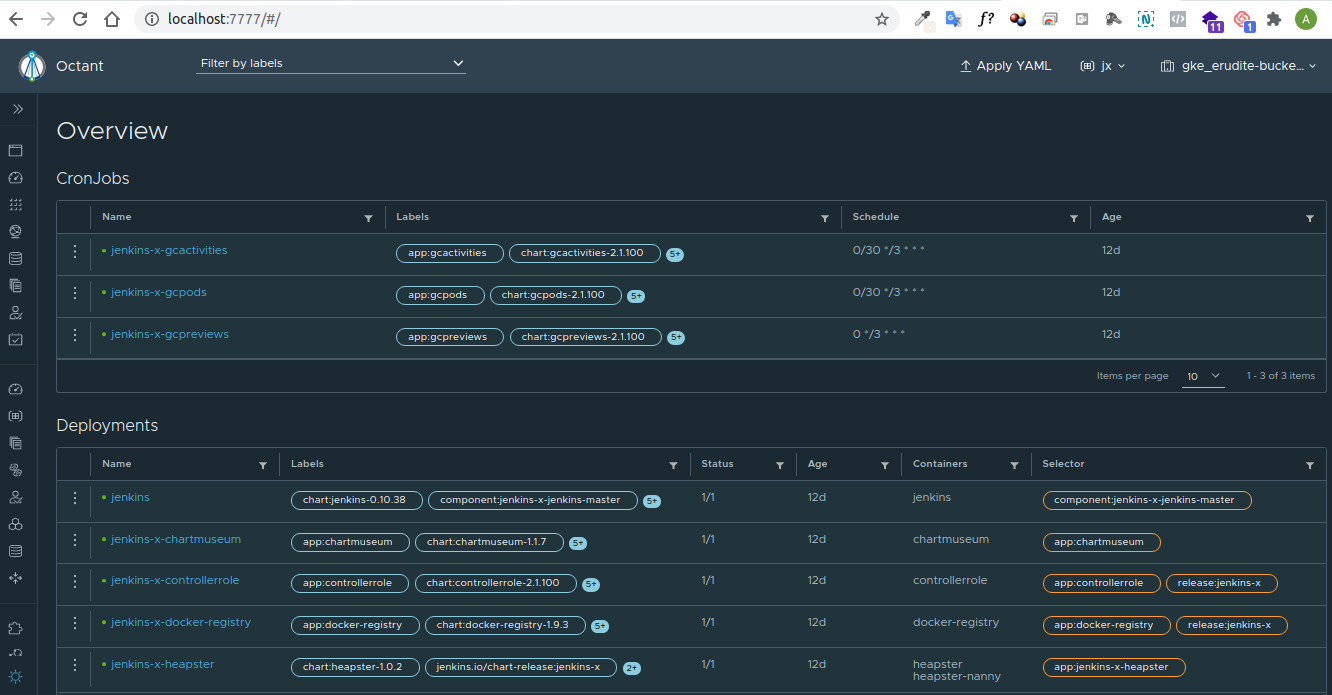 localhost:7777/#/
f?
11
1
A
Octant
Filter by labels
Apply YAML
jx
gke_erudite-bucke...
Overview
CronJobs
Name Labels Schedule Age
jenkins-x-gcactivities app:gcactivities chart:gcactivities-2.1.100 5+ 0/30 */3 * * * 12d
jenkins-x-gcpods app:gcpods chart:gcpods-2.1.100 5+ 0/30 */3 * * * 12d
jenkins-x-gcpreviews app:gcpreviews chart:gcpreviews-2.1.100 5+ 0 */3 * * * 12d
Items per page 10 1 - 3 of 3 items
Deployments
Name Labels Status Age Containers Selector
jenkins chart:jenkins-0.10.38 component:jenkins-x-jenkins-master 5+ 1/1 12d jenkins component:jenkins-x-jenkins-master
jenkins-x-chartmuseum app:chartmuseum chart:chartmuseum-1.1.7 5+ 1/1 12d chartmuseum app:chartmuseum
jenkins-x-controllerrole app:controllerrole chart:controllerrole-2.1.100 5+ 1/1 12d controllerrole app:controllerrole release:jenkins-x
jenkins-x-docker-registry app:docker-registry chart:docker-registry-1.9.3 5+ 1/1 12d docker-registry app:docker-registry release:jenkins-x
jenkins-x-heapster chart:heapster-1.0.2 jenkins.io/chart-release:jenkins-x 2+ 1/1 12d heapster app:jenkins-x-heapster
heapster-nanny